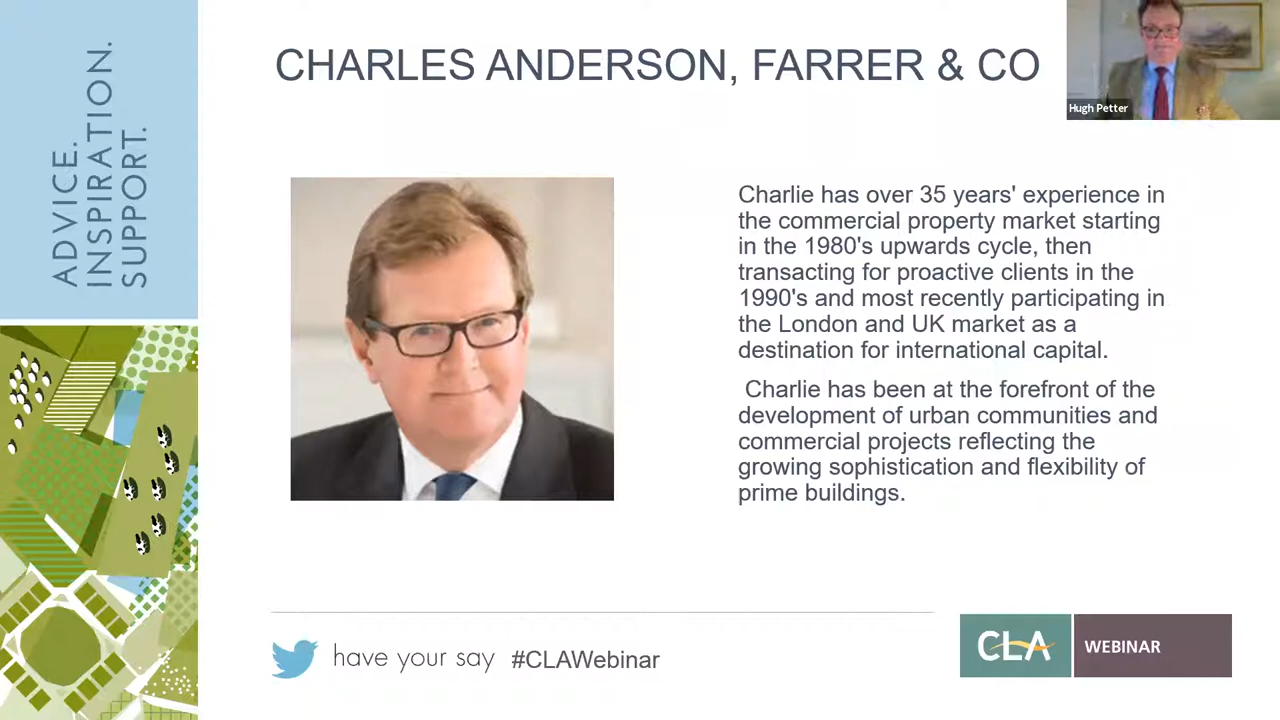 ADVICE.
INSPIRATION.
SUPPORT.
CHARLES ANDERSON, FARRER & CO
Hugh Petter
Charlie has over 35 years' experience in
the commercial property market starting
in the 1980's upwards cycle, then
transacting for proactive clients in the
1990's and most recently participating in
the London and UK market as a
destination for international capital.
Charlie has been at the forefront of the
development of urban communities and
commercial projects reflecting the
growing sophistication and flexibility of
prime buildings.
have your say #CLAWebinar
CLA WEBINAR